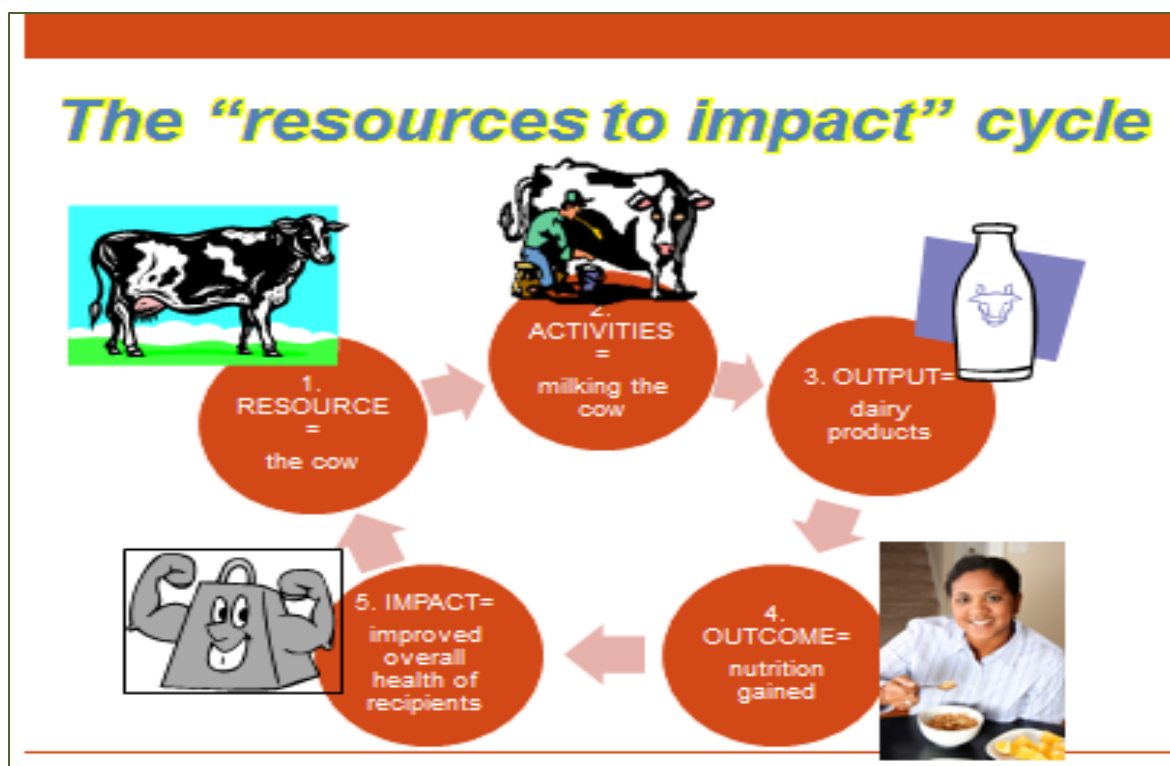 The “resources to impact” cycle
1.
RESOURCE
=
the cow
2.
ACTIVITIES
=
milking the
cow
3. OUTPUT=
dairy
products
4.
OUTCOME=
nutrition
gained
5. IMPACT=
improved
overall
health of
recipients